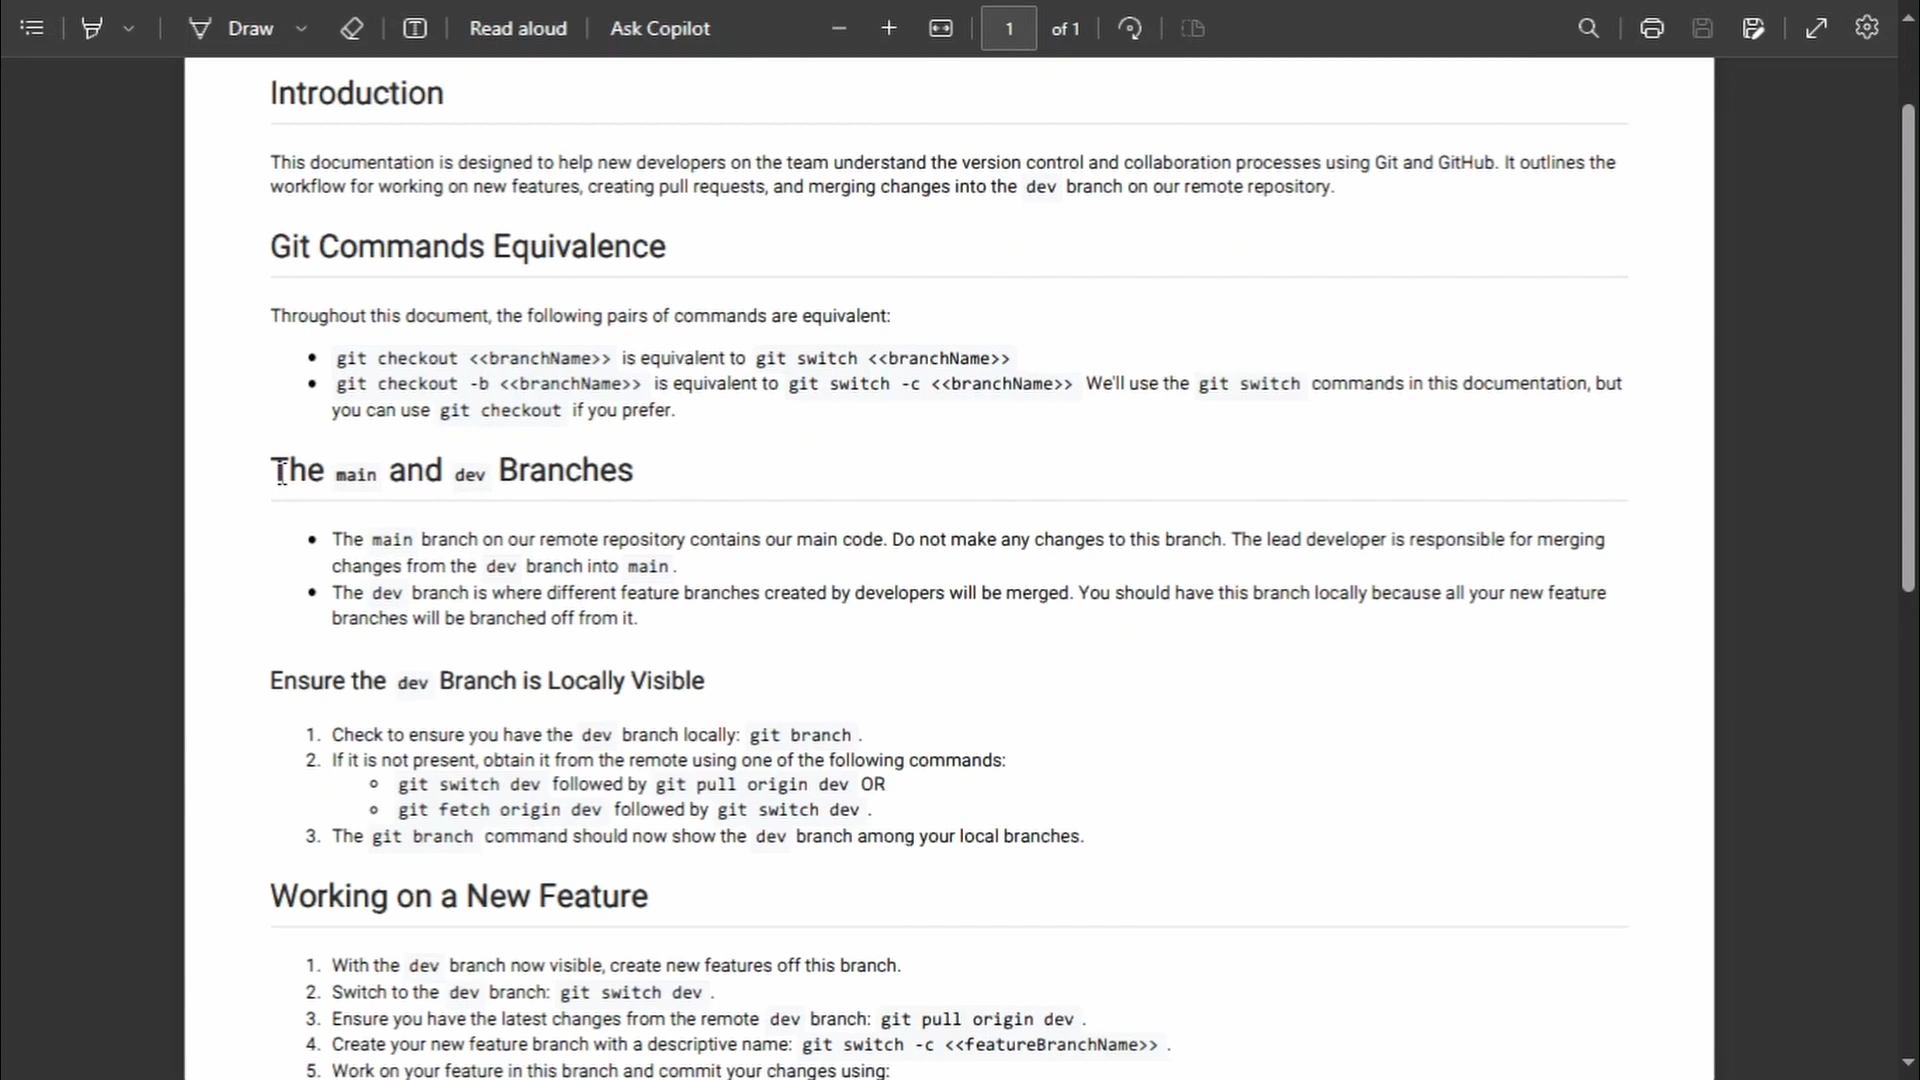 Draw
Read aloud
Ask Copilot
1 of 1
Introduction
This documentation is designed to help new developers on the team understand the version control and collaboration processes using Git and GitHub. It outlines the
workflow for working on new features, creating pull requests, and merging changes into the dev branch on our remote repository.
Git Commands Equivalence
Throughout this document, the following pairs of commands are equivalent:
• git checkout <<branchName>> is equivalent to git switch <<branchName>>
• git checkout -b <<branchName>> is equivalent to git switch -c <<branchName>> We'll use the git switch commands in this documentation, but
you can use git checkout if you prefer.
The main and dev Branches
• The main branch on our remote repository contains our main code. Do not make any changes to this branch. The lead developer is responsible for merging
changes from the dev branch into main.
• The dev branch is where different feature branches created by developers will be merged. You should have this branch locally because all your new feature
branches will be branched off from it.
Ensure the dev Branch is Locally Visible
1. Check to ensure you have the dev branch locally: git branch.
2. If it is not present, obtain it from the remote using one of the following commands:
◦ git switch dev followed by git pull origin dev OR
◦ git fetch origin dev followed by git switch dev.
3. The git branch command should now show the dev branch among your local branches.
Working on a New Feature
1. With the dev branch now visible, create new features off this branch.
2. Switch to the dev branch: git switch dev.
3. Ensure you have the latest changes from the remote dev branch: git pull origin dev.
4. Create your new feature branch with a descriptive name: git switch -c <<featureBranchName>>.
5. Work on your feature in this branch and commit your changes using: